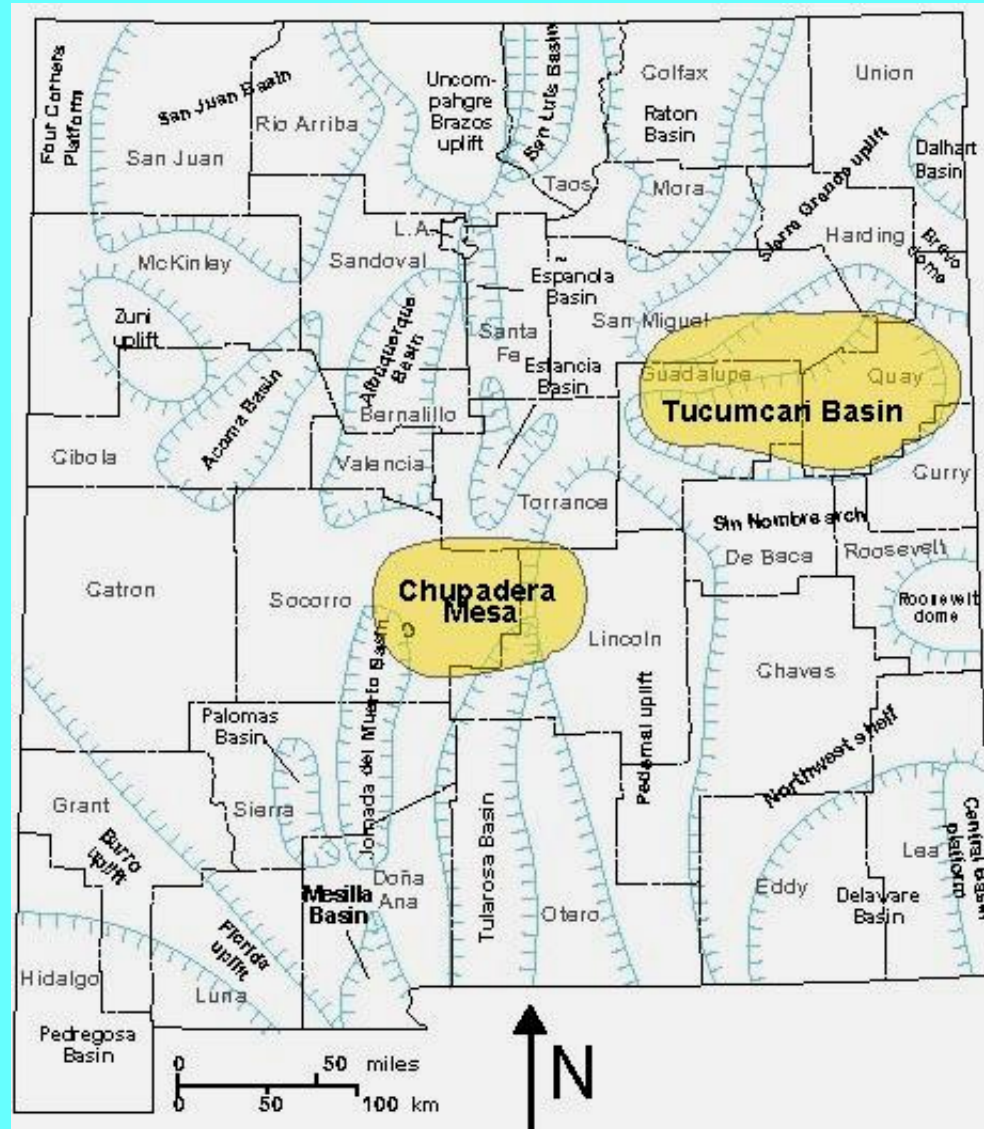 Four Corners
Platform
San Juan Basin
San Juan
Rio Arriba
Uncom-
pahgre
Brazos
uplift
San Luis Basin
Taos
Colfax
Raton
Basin
Mora
Union
Dalhart
Basin
Sierra Grande uplift
Harding
Bravo
dome
McKinley
L.A.
Sandoval
Espanola
Basin
San Miguel
Santa
Fe
Zuni
uplift
Albuquerque
Basin
Estancia
Basin
Guadalupe
Quay
Tucumcari Basin
Acoma Basin
Bernalillo
Cibola
Valencia
Curry
Torrance
Sin Nombre arch
De Baca
Roosevelt
Catron
Socorro
Chupadera
Mesa
Roosevelt
dome
Lincoln
Chaves
Jornada del Muerto Basin
Pedernal uplift
Palomas
Basin
Northwest shelf
Grant
Sierra
Tularosa Basin
Burro
uplift
Central Basin
platform
Lea
Doña
Ana
Mesilla
Basin
Eddy
Delaware
Basin
Otero
Florida
uplift
Hidalgo
Luna
Pedregosa
Basin
0 50 miles
0 50 100 km
N